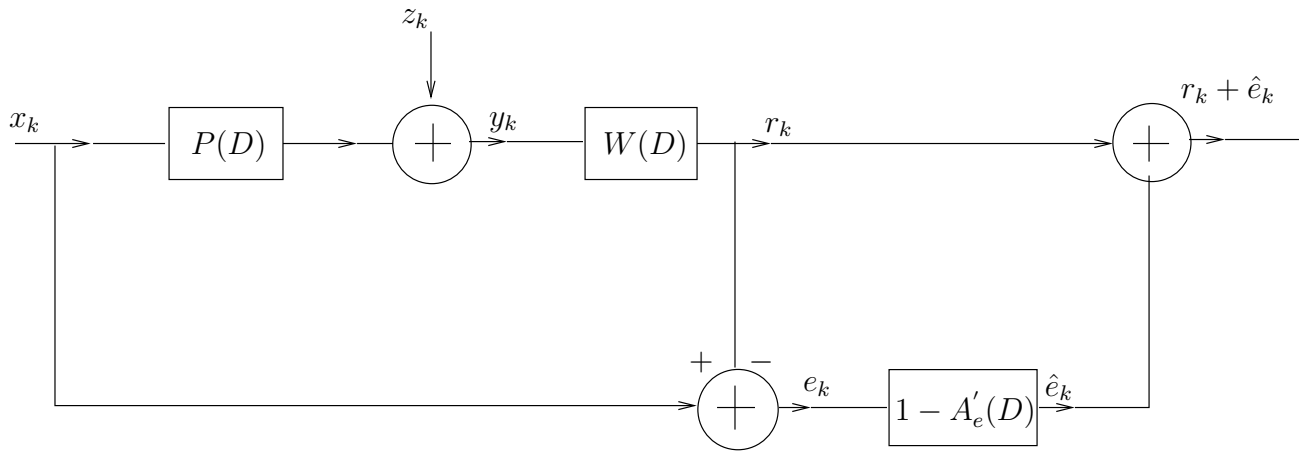 z_k
r_k + ê_k
x_k
P(D)
+
y_k
W(D)
r_k
+
+
−
e_k
ê_k
+
1 − A'_e(D)